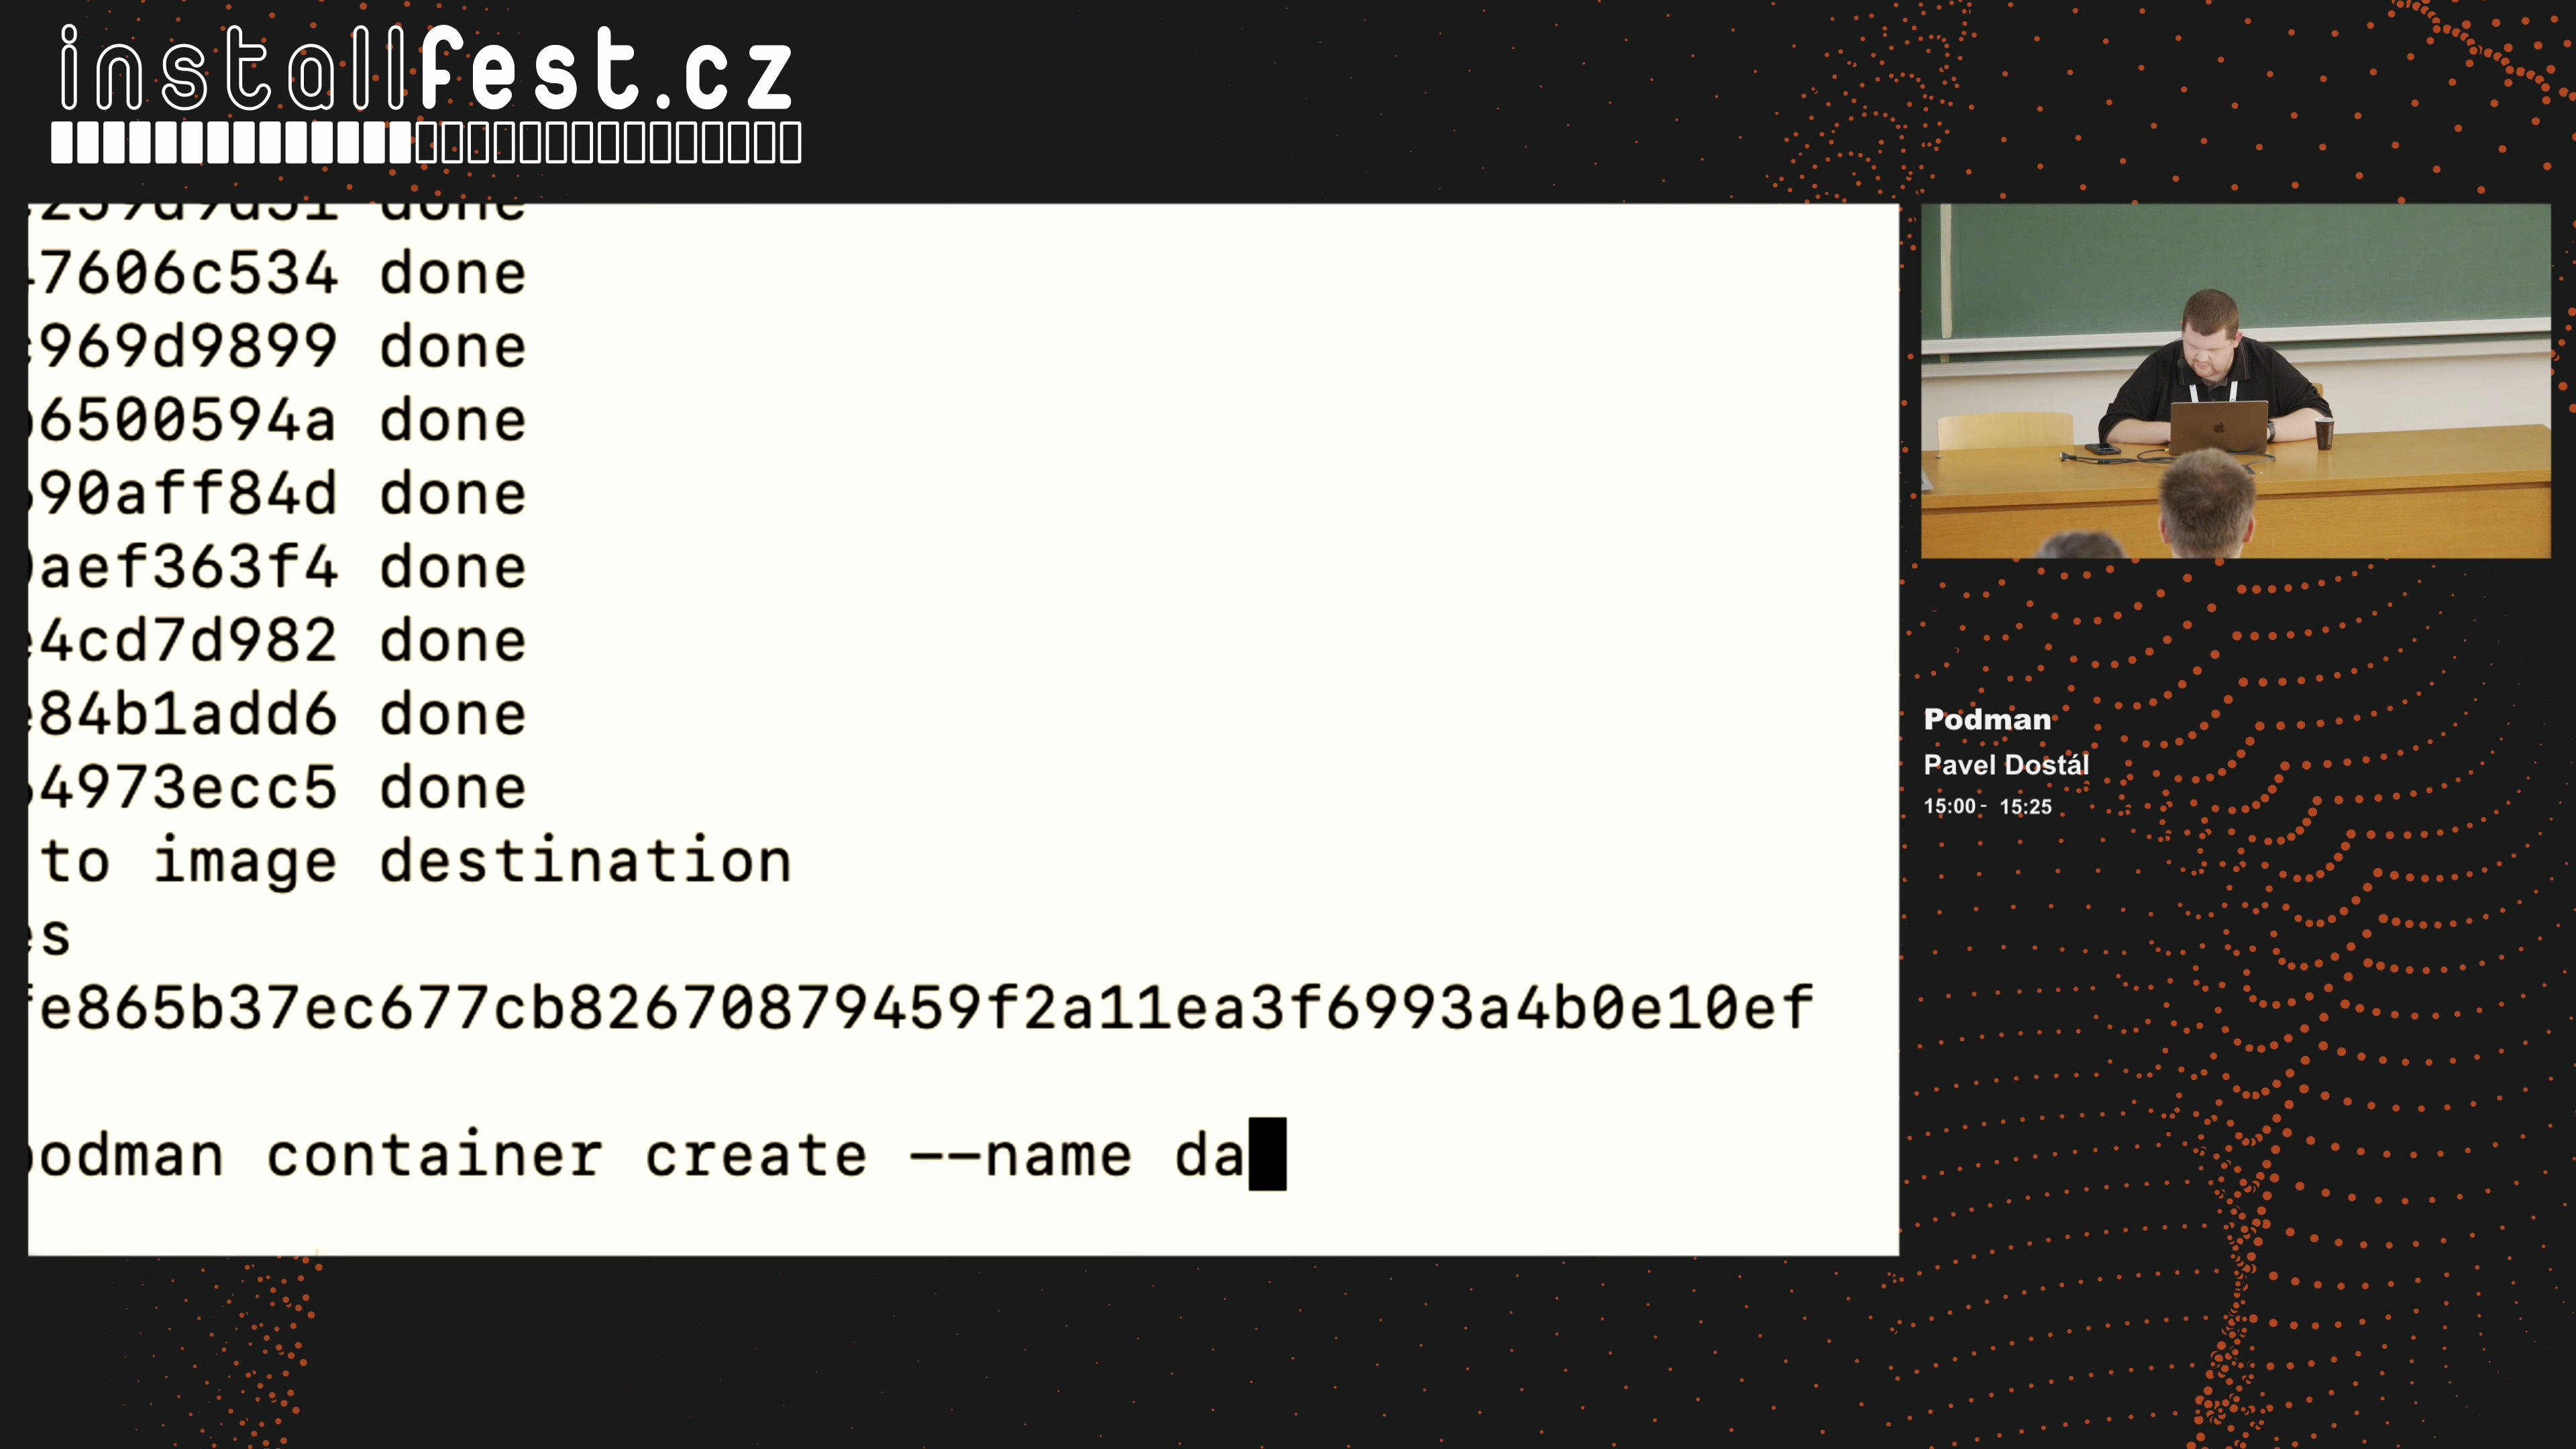 installfest.cz
7606c534 done
969d9899 done
6500594a done
90aff84d done
aef363f4 done
4cd7d982 done
84b1add6 done
4973ecc5 done
to image destination
s
e865b37ec677cb82670879459f2a11ea3f6993a4b0e10ef
odman container create --name da
Podman
Pavel Dostál
15:00 - 15:25